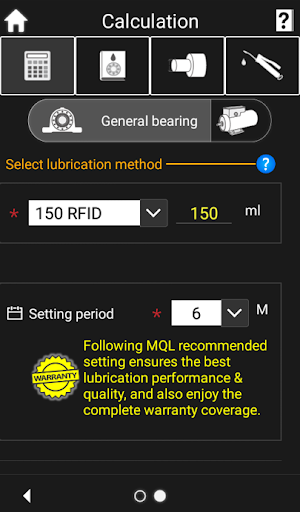 Calculation
?
General bearing
Select lubrication method
?
* 150 RFID 150 ml
Setting period * 6 M
Following MQL recommended
setting ensures the best
lubrication performance &
quality, and also enjoy the
complete warranty coverage.
WARRANTY